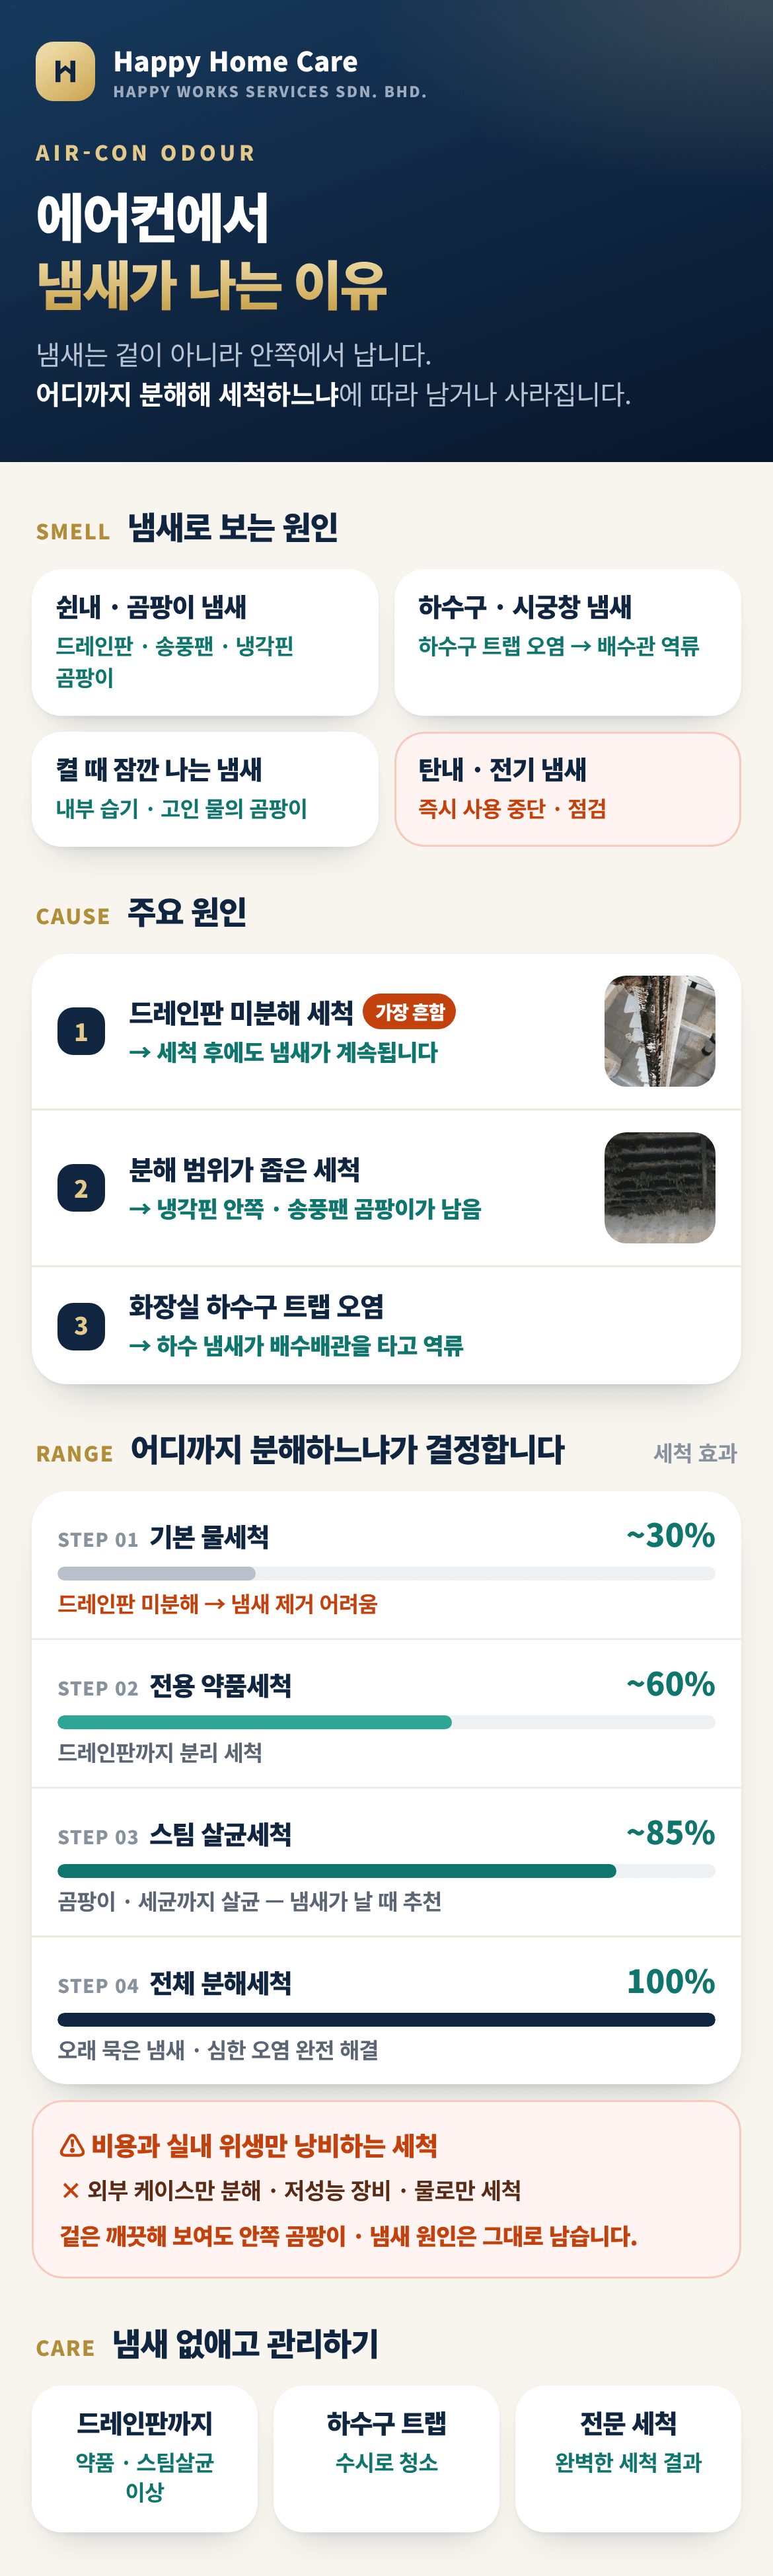 Happy Home Care
HAPPY WORKS SERVICES SDN. BHD.
AIR-CON ODOUR
에어컨에서
냄새가 나는 이유
냄새는 겉이 아니라 안쪽에서 납니다.
어디까지 분해해 세척하느냐에 따라 남거나 사라집니다.
SMELL 냄새로 보는 원인
쉰내 · 곰팡이 냄새
드레인판 · 송풍팬 · 냉각핀
곰팡이
하수구 · 시궁창 냄새
하수구 트랩 오염 → 배수관 역류
켤 때 잠깐 나는 냄새
내부 습기 · 고인 물의 곰팡이
탄내 · 전기 냄새
즉시 사용 중단 · 점검
CAUSE 주요 원인
1 드레인판 미분해 세척 가장 흔함
→ 세척 후에도 냄새가 계속됩니다
2 분해 범위가 좁은 세척
→ 냉각핀 안쪽 · 송풍팬 곰팡이가 남음
3 화장실 하수구 트랩 오염
→ 하수 냄새가 배수배관을 타고 역류
RANGE 어디까지 분해하느냐가 결정합니다 세척 효과
STEP 01 기본 물세척 ~30%
드레인판 미분해 → 냄새 제거 어려움
STEP 02 전용 약품세척 ~60%
드레인판까지 분리 세척
STEP 03 스팀 살균세척 ~85%
곰팡이 · 세균까지 살균 — 냄새가 날 때 추천
STEP 04 전체 분해세척 100%
오래 묵은 냄새 · 심한 오염 완전 해결
⚠ 비용과 실내 위생만 낭비하는 세척
✕ 외부 케이스만 분해 · 저성능 장비 · 물로만 세척
겉은 깨끗해 보여도 안쪽 곰팡이 · 냄새 원인은 그대로 남습니다.
CARE 냄새 없애고 관리하기
드레인판까지
약품 · 스팀살균
이상
하수구 트랩
수시로 청소
전문 세척
완벽한 세척 결과